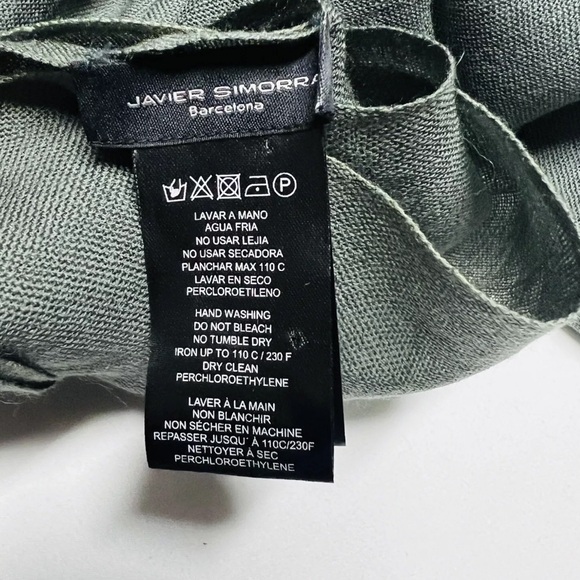 JAVIER SIMORRA
Barcelona
P
LAVAR A MANO
AGUA FRIA
NO USAR LEJIA
NO USAR SECADORA
PLANCHAR MAX 110 C
LAVAR EN SECO
PERCLOROETILENO
HAND WASHING
DO NOT BLEACH
NO TUMBLE DRY
IRON UP TO 110 C / 230 F
DRY CLEAN
PERCHLOROETHYLENE
LAVER À LA MAIN
NON BLANCHIR
NON SÉCHER EN MACHINE
REPASSER JUSQU´À 110C/230F
NETTOYER À SEC
PERCHLOROETHYLENE